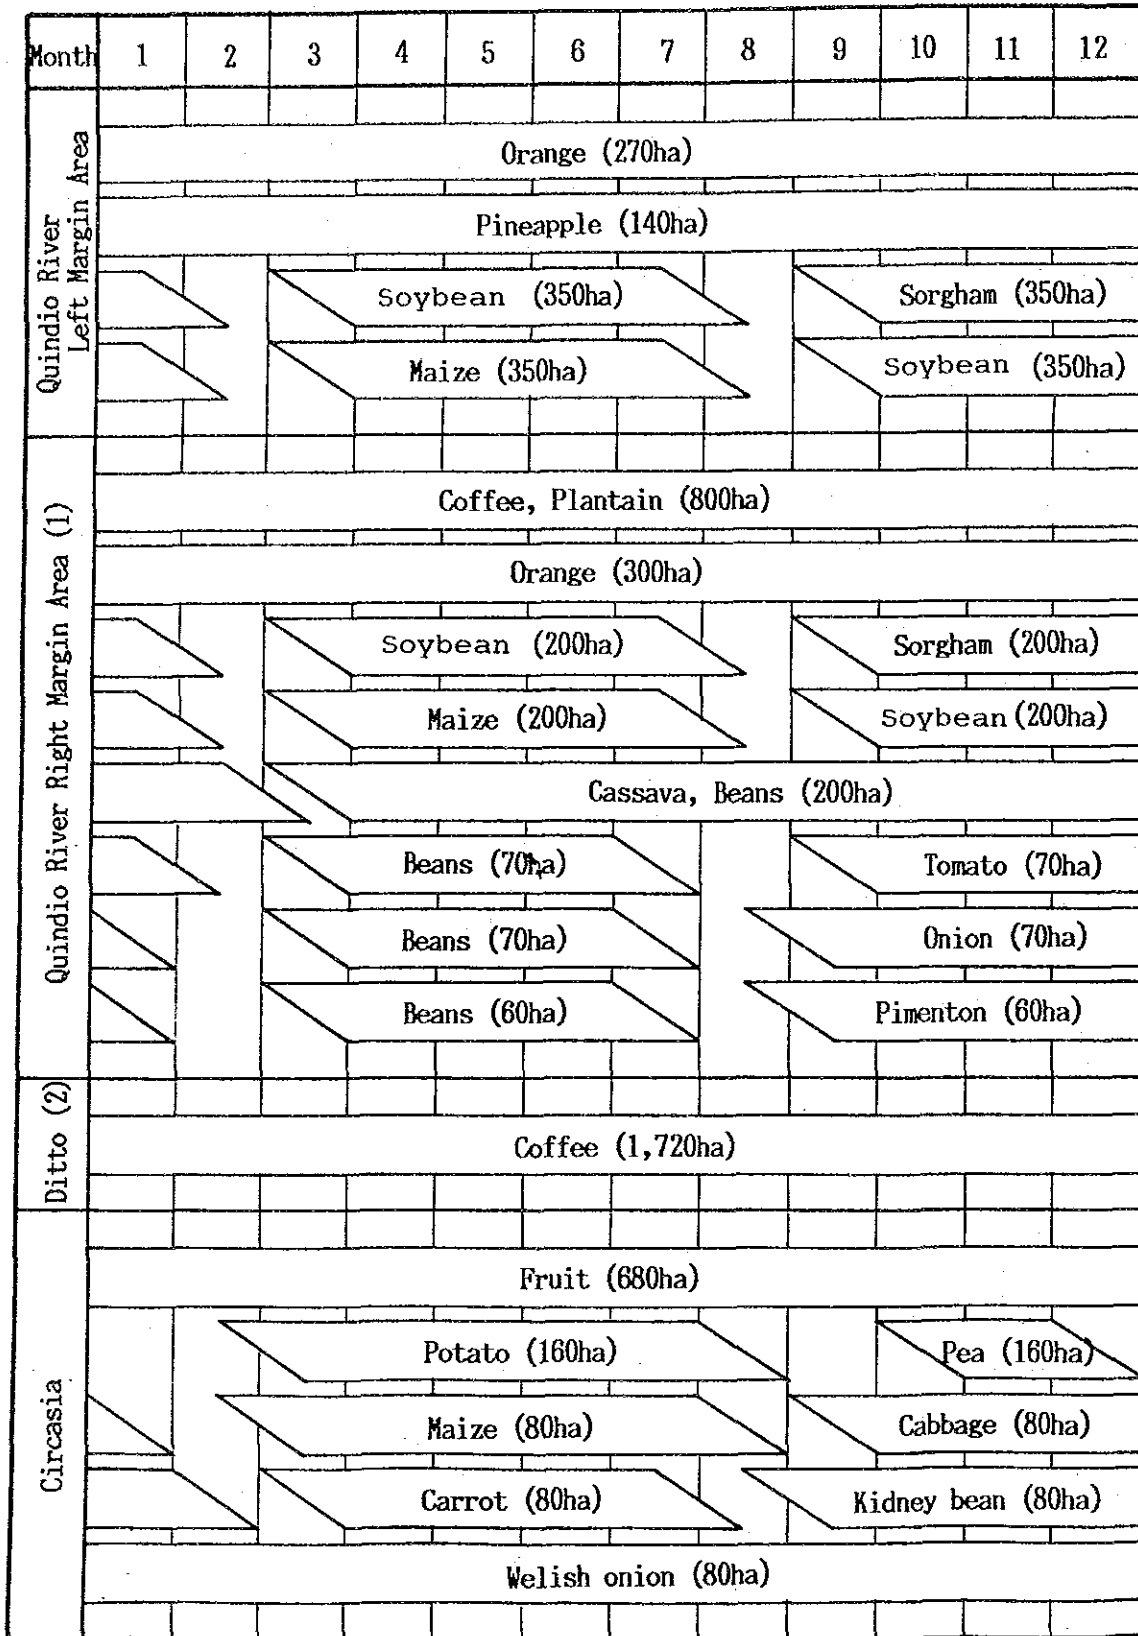 Month 1 2 3 4 5 6 7 8 9 10 11 12
Quindio River
Left Margin Area
Orange (270ha)
Pineapple (140ha)
Soybean (350ha) Sorgham (350ha)
Maize (350ha) Soybean (350ha)
Quindio River Right Margin Area (1)
Coffee, Plantain (800ha)
Orange (300ha)
Soybean (200ha) Sorgham (200ha)
Maize (200ha) Soybean (200ha)
Cassava, Beans (200ha)
Beans (70ha) Tomato (70ha)
Beans (70ha) Onion (70ha)
Beans (60ha) Pimenton (60ha)
Ditto (2)
Coffee (1,720ha)
Circasia
Fruit (680ha)
Potato (160ha) Pea (160ha)
Maize (80ha) Cabbage (80ha)
Carrot (80ha) Kidney bean (80ha)
Welish onion (80ha)